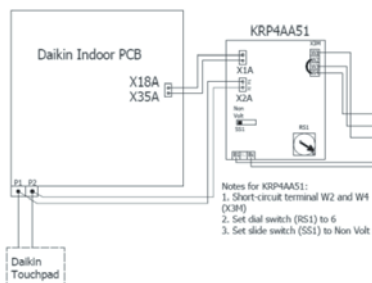 KRP4AA51
Daikin Indoor PCB
X3M
X18A
X35A
X1A
X2A
Non
Volt
SS1
RS1
P1 P2
Notes for KRP4AA51:
1. Short-circuit terminal W2 and W4
(X3M)
2. Set dial switch (RS1) to 6
3. Set slide switch (SS1) to Non Volt
Daikin
Touchpad